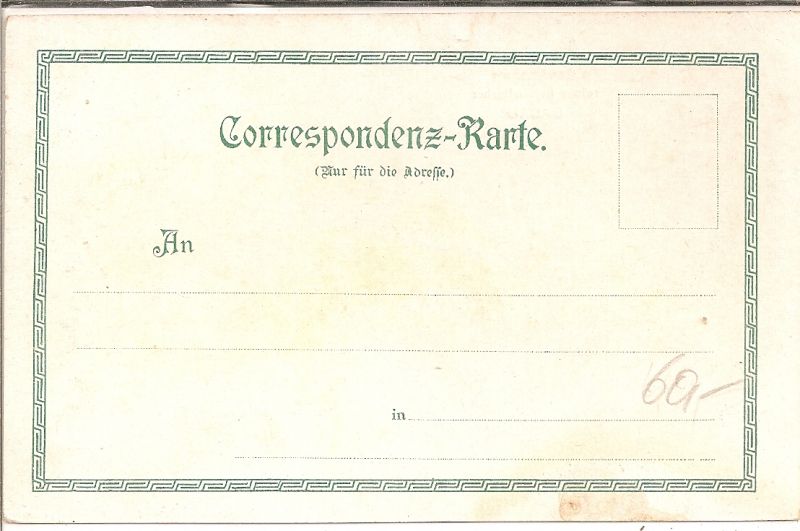 Correspondenz-Karte.
(Nur für die Adresse.)
An
in
60,-